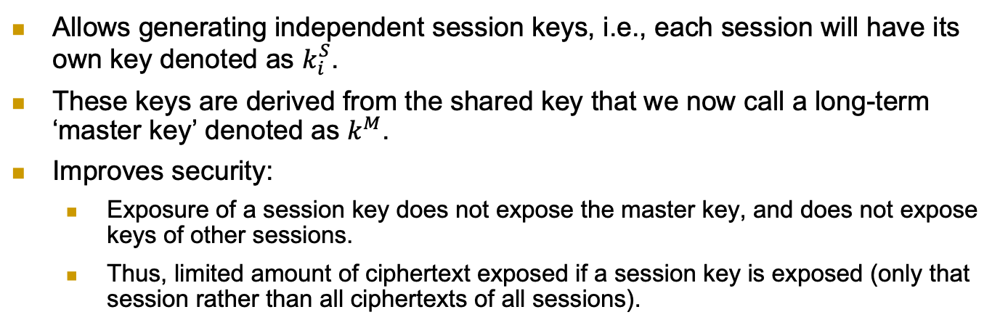 ▪ Allows generating independent session keys, i.e., each session will have its
own key denoted as $k_i^S$.
▪ These keys are derived from the shared key that we now call a long-term
‘master key’ denoted as $k^M$.
▪ Improves security:
▪ Exposure of a session key does not expose the master key, and does not expose
keys of other sessions.
▪ Thus, limited amount of ciphertext exposed if a session key is exposed (only that
session rather than all ciphertexts of all sessions).